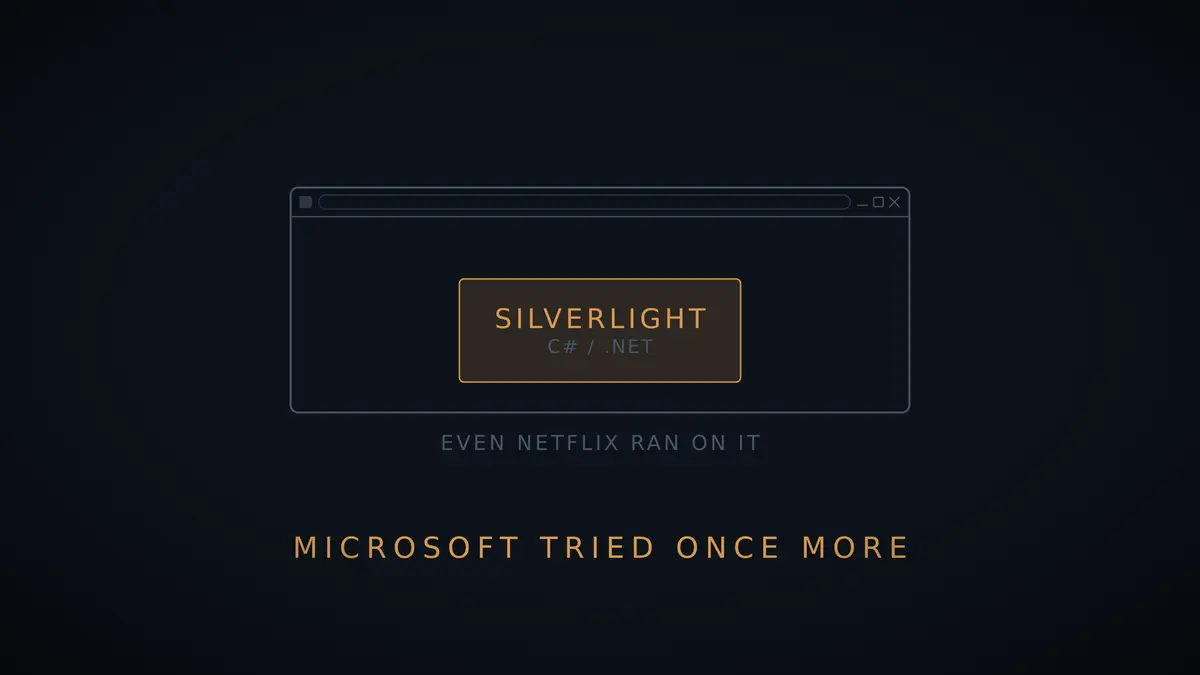 SILVERLIGHT
C# / .NET
EVEN NETFLIX RAN ON IT
MICROSOFT TRIED ONCE MORE